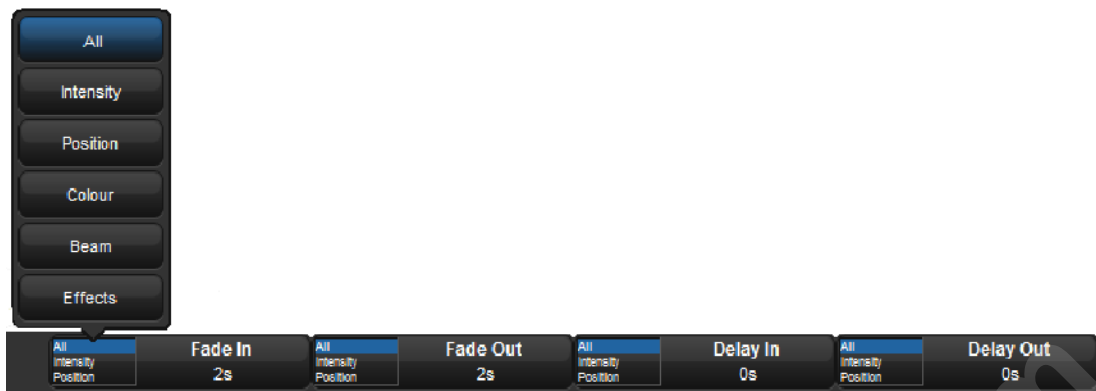 All
Intensity
Position
Colour
Beam
Effects
All
Intensity
Position
Fade In
2s
All
Intensity
Position
Fade Out
2s
All
Intensity
Position
Delay In
0s
All
Intensity
Position
Delay Out
0s